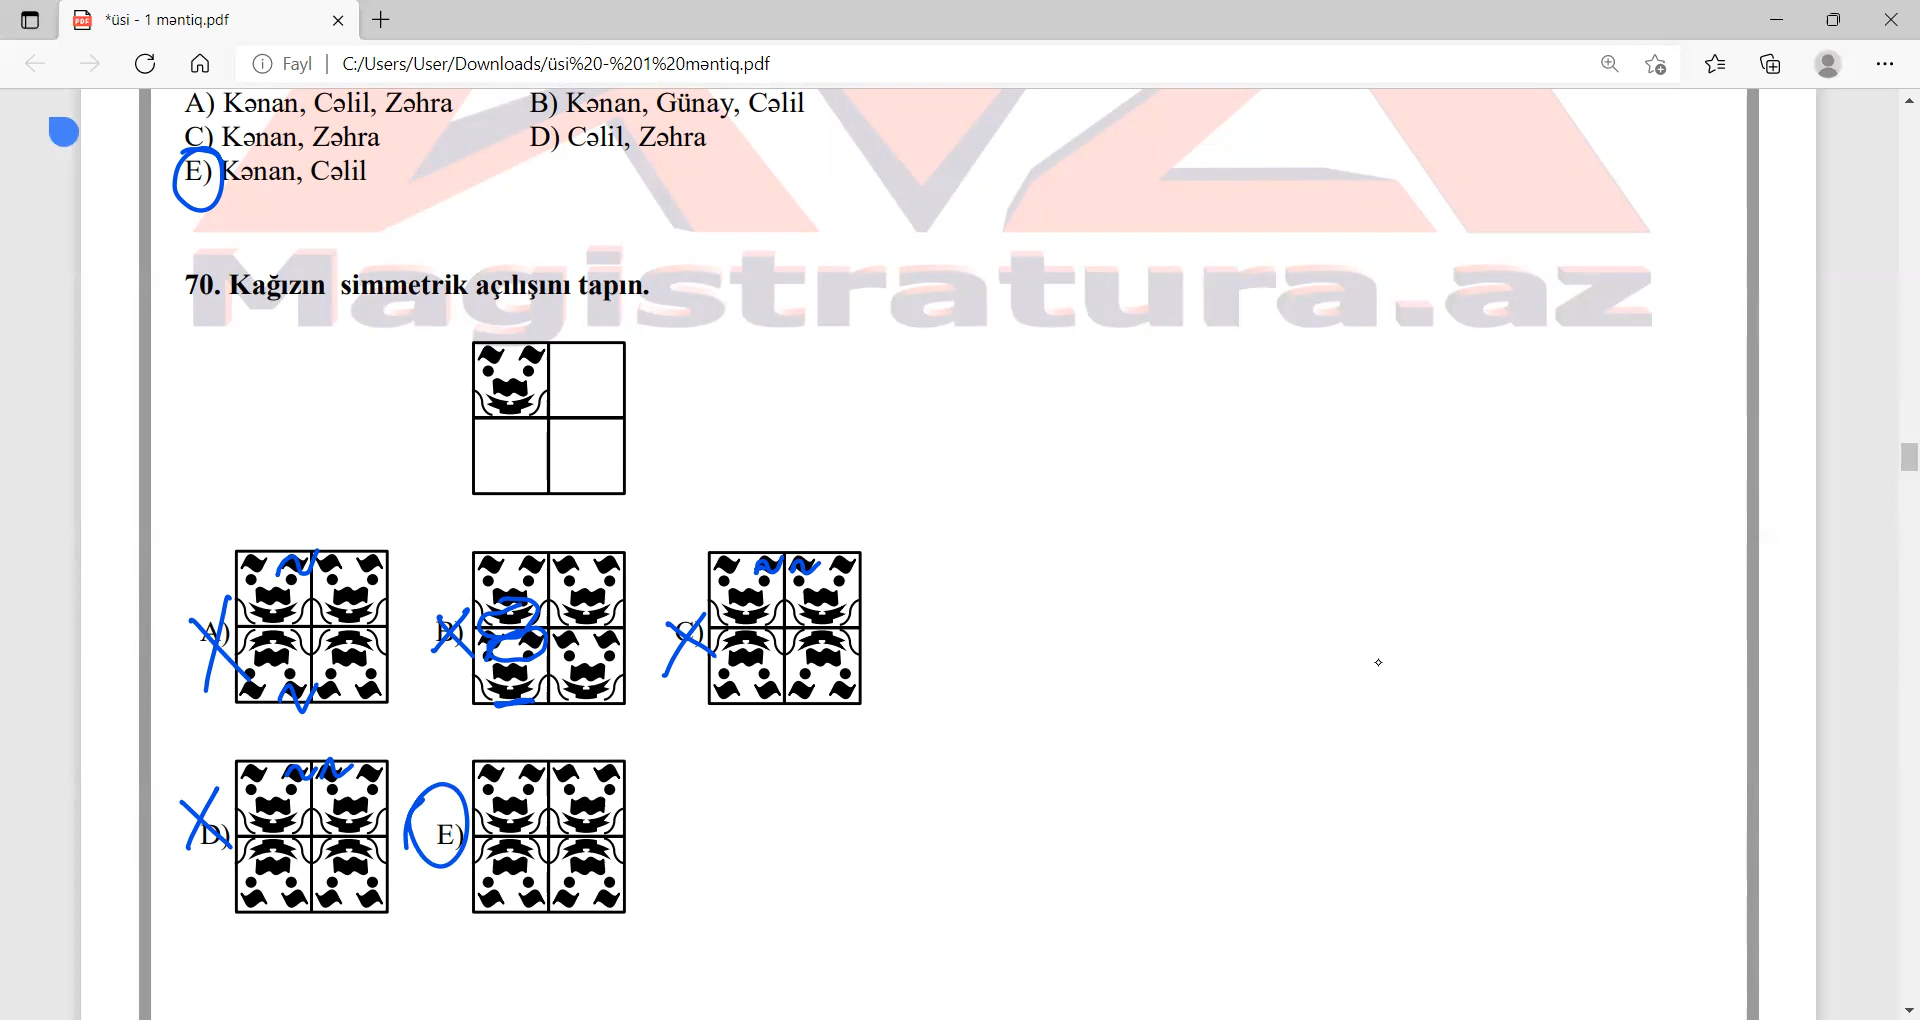 *üsi - 1 məntiq.pdf
Fayl
C:/Users/User/Downloads/üsi%20-%201%20məntiq.pdf
A) Kənan, Cəlil, Zəhra B) Kənan, Günay, Cəlil
C) Kənan, Zəhra D) Cəlil, Zəhra
E) Kənan, Cəlil
Magistratura.az
70. Kağızın simmetrik açılışını tapın.
A) B) C)
D) E)